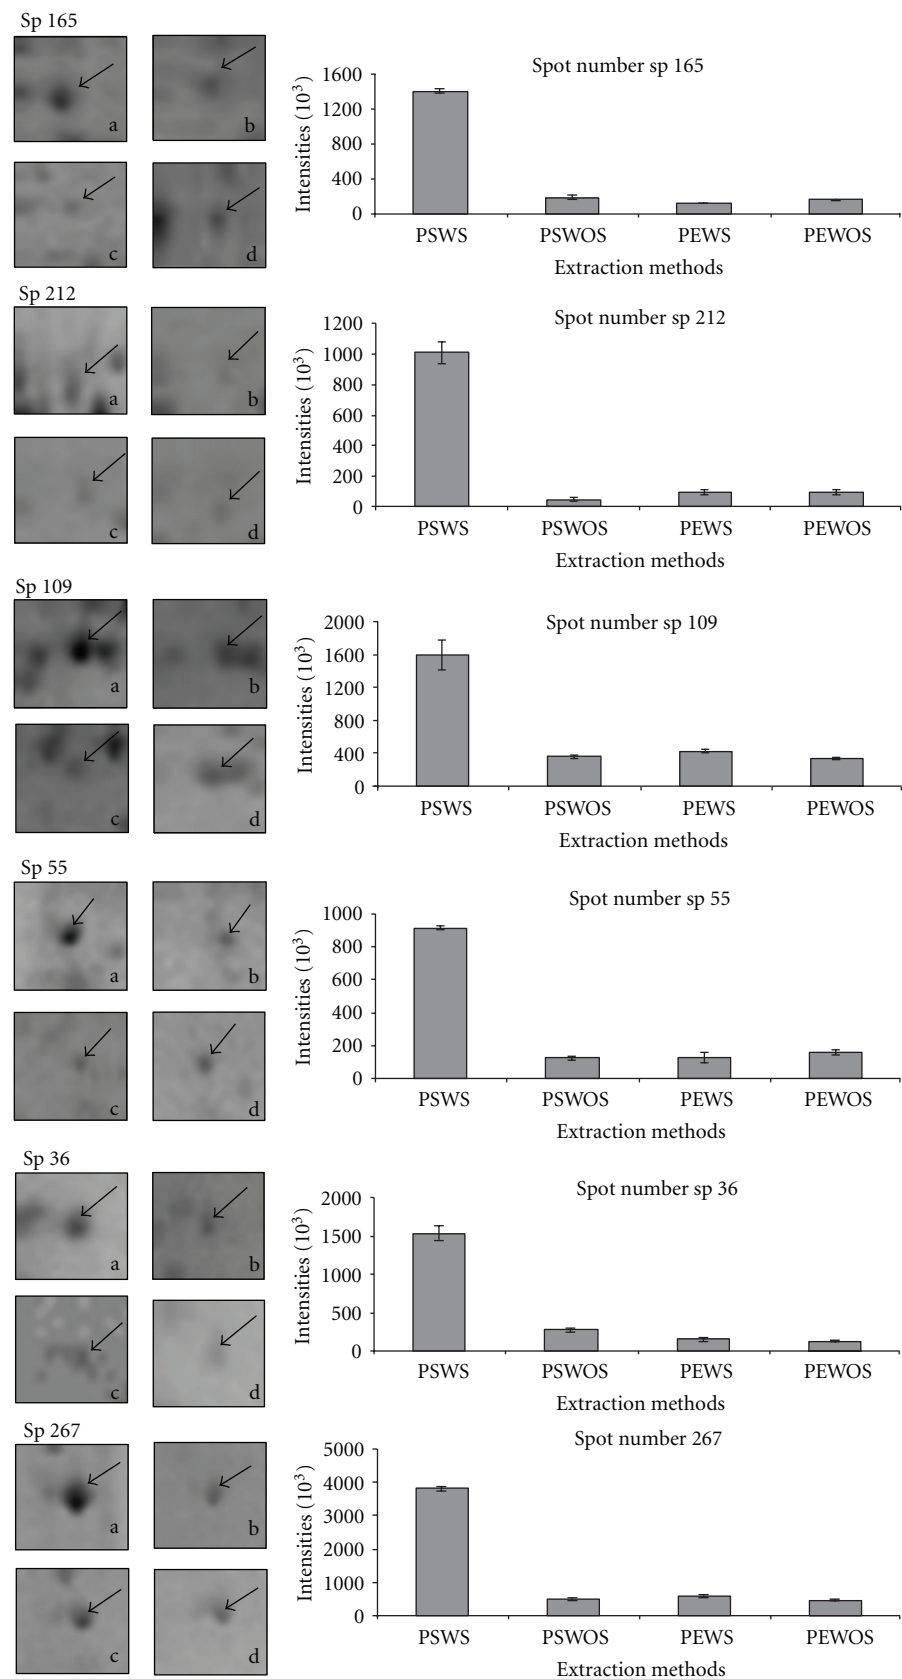 Sp 165
a
b
c
d
Spot number sp 165
Intensities (10³)
1600
1200
800
400
0
PSWS PSWOS PEWS PEWOS
Extraction methods
Sp 212
a
b
c
d
Spot number sp 212
Intensities (10³)
1200
1000
800
600
400
200
0
PSWS PSWOS PEWS PEWOS
Extraction methods
Sp 109
a
b
c
d
Spot number sp 109
Intensities (10³)
2000
1600
1200
800
400
0
PSWS PSWOS PEWS PEWOS
Extraction methods
Sp 55
a
b
c
d
Spot number sp 55
Intensities (10³)
1000
800
600
400
200
0
PSWS PSWOS PEWS PEWOS
Extraction methods
Sp 36
a
b
c
d
Spot number sp 36
Intensities (10³)
2000
1500
1000
500
0
PSWS PSWOS PEWS PEWOS
Extraction methods
Sp 267
a
b
c
d
Spot number 267
Intensities (10³)
5000
4000
3000
2000
1000
0
PSWS PSWOS PEWS PEWOS
Extraction methods